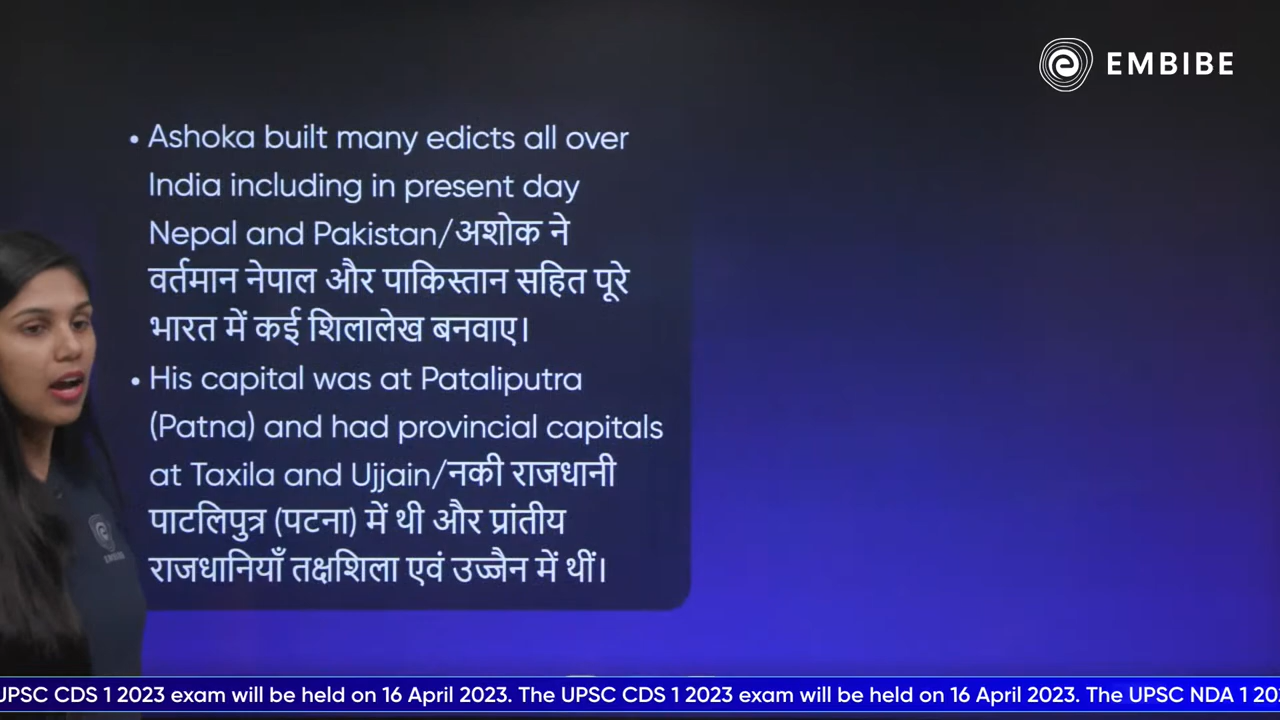 EMBIBE
• Ashoka built many edicts all over
India including in present day
Nepal and Pakistan/अशोक ने
वर्तमान नेपाल और पाकिस्तान सहित पूरे
भारत में कई शिलालेख बनवाए।
• His capital was at Pataliputra
(Patna) and had provincial capitals
at Taxila and Ujjain/नकी राजधानी
पाटलिपुत्र (पटना) में थी और प्रांतीय
राजधानियाँ तक्षशिला एवं उज्जैन में थीं।
EMBIBE
UPSC CDS 1 2023 exam will be held on 16 April 2023. The UPSC CDS 1 2023 exam will be held on 16 April 2023. The UPSC NDA 1 20